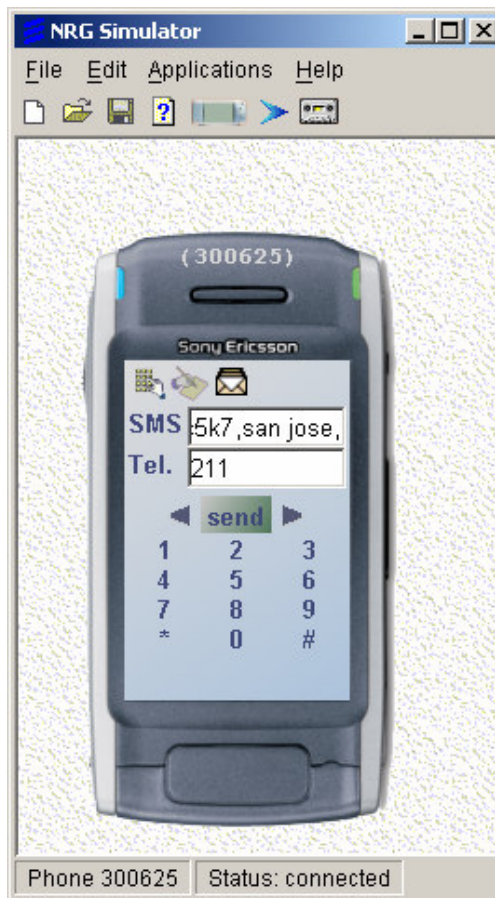 NRG Simulator
File Edit Applications Help
(300625)
Sony Ericsson
SMS :5k7,san jose,
Tel. 211
send
1 2 3
4 5 6
7 8 9
* 0 #
Phone 300625 Status: connected